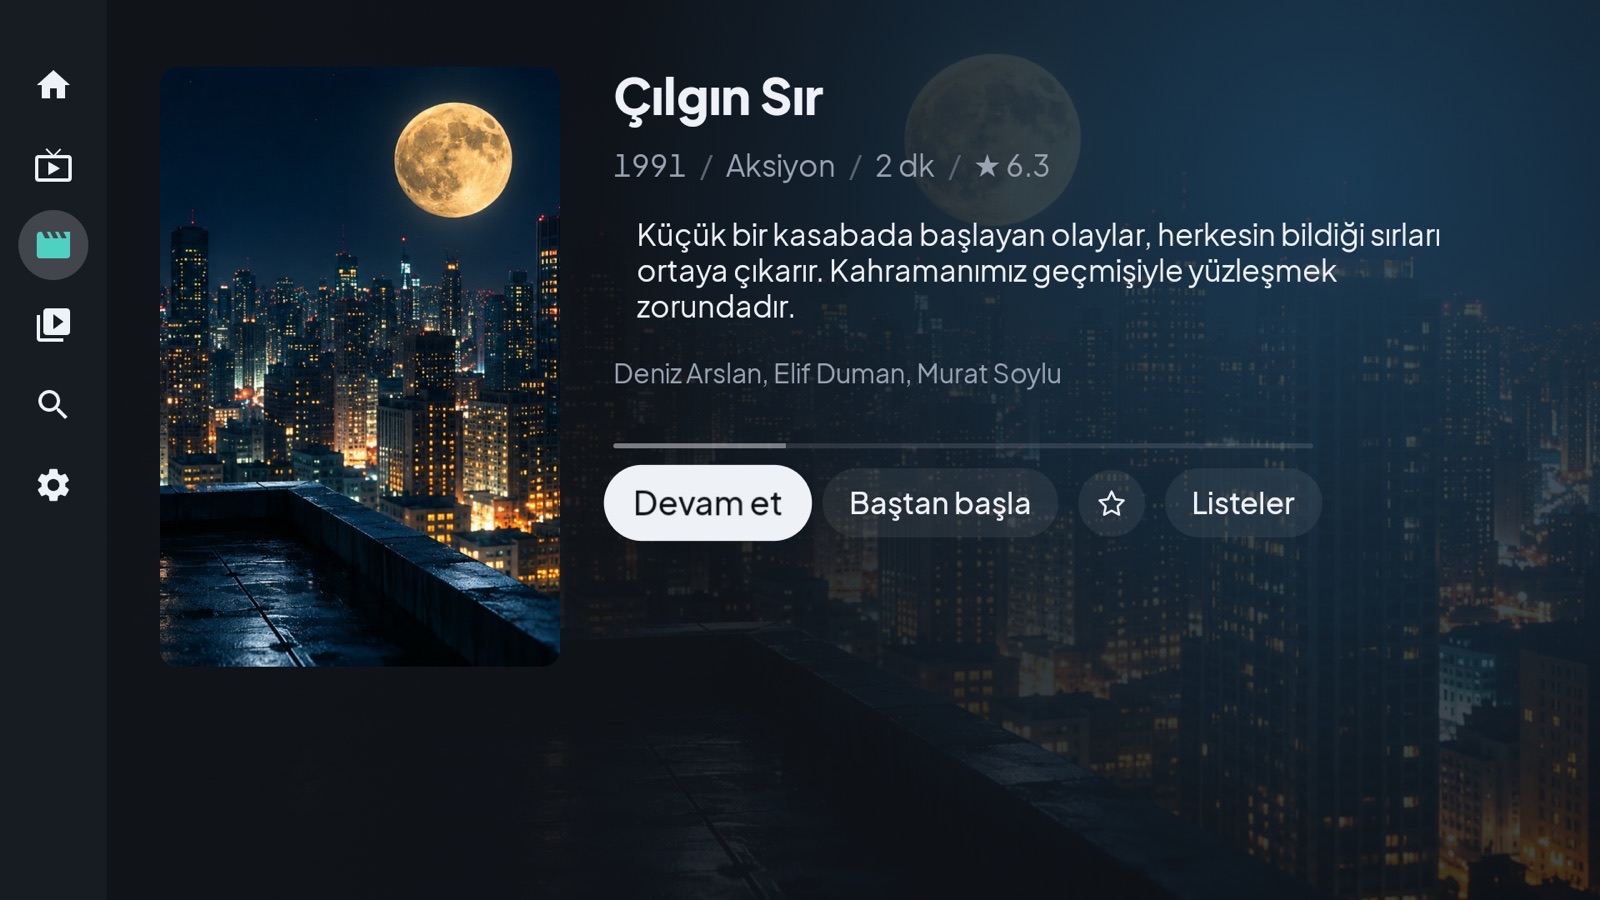 Çılgın Sır
1991 / Aksiyon / 2 dk / ★ 6.3
Küçük bir kasabada başlayan olaylar, herkesin bildiği sırları
ortaya çıkarır. Kahramanımız geçmişiyle yüzleşmek
zorundadır.
Deniz Arslan, Elif Duman, Murat Soylu
Devam et
Baştan başla
Listeler